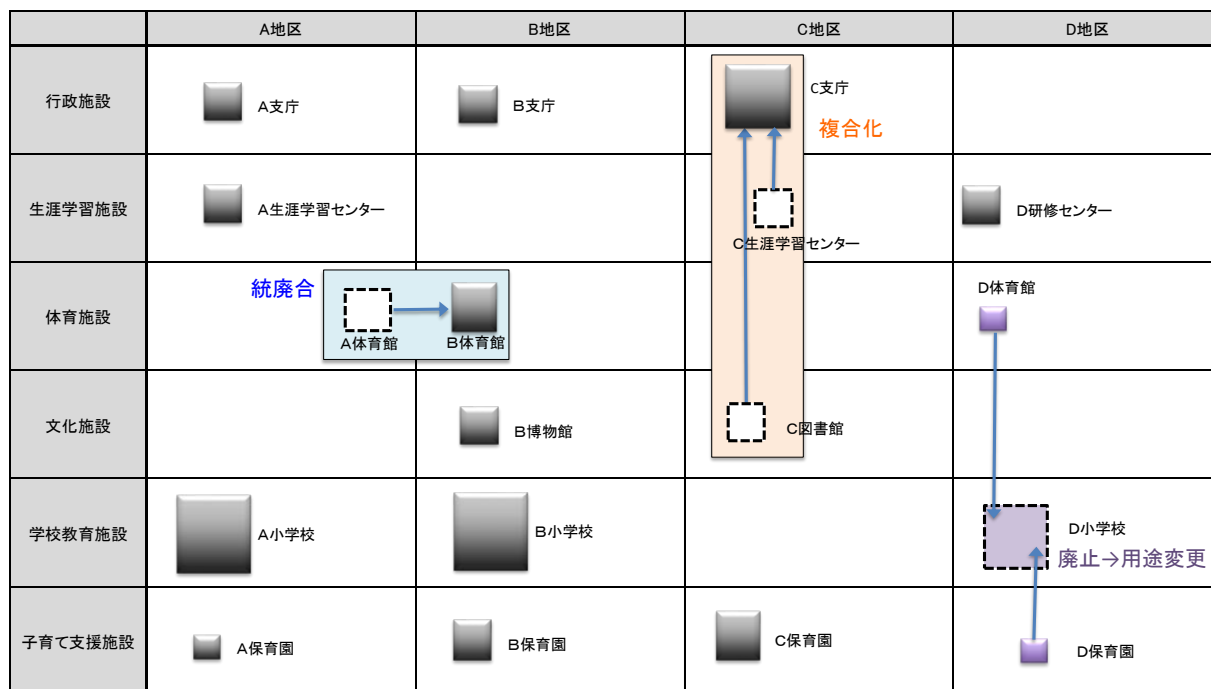 A地区
B地区
C地区
D地区
行政施設
A支庁
B支庁
C支庁
複合化
生涯学習施設
A生涯学習センター
C生涯学習センター
D研修センター
体育施設
統廃合
A体育館
B体育館
D体育館
文化施設
B博物館
C図書館
学校教育施設
A小学校
B小学校
D小学校
廃止→用途変更
子育て支援施設
A保育園
B保育園
C保育園
D保育園